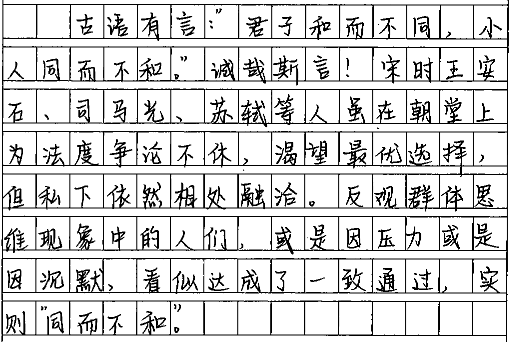 古语有言:“君子和而不同,小
人同而不和。”诚哉斯言!宋时王安
石、司马光、苏轼等人虽在朝堂上
为法度争论不休,渴望最优选择,
但私下依然相处融洽。反观群体思
维现象中的人们,或是因压力或是
因沉默,看似达成了一致通过,实
则“同而不和”。